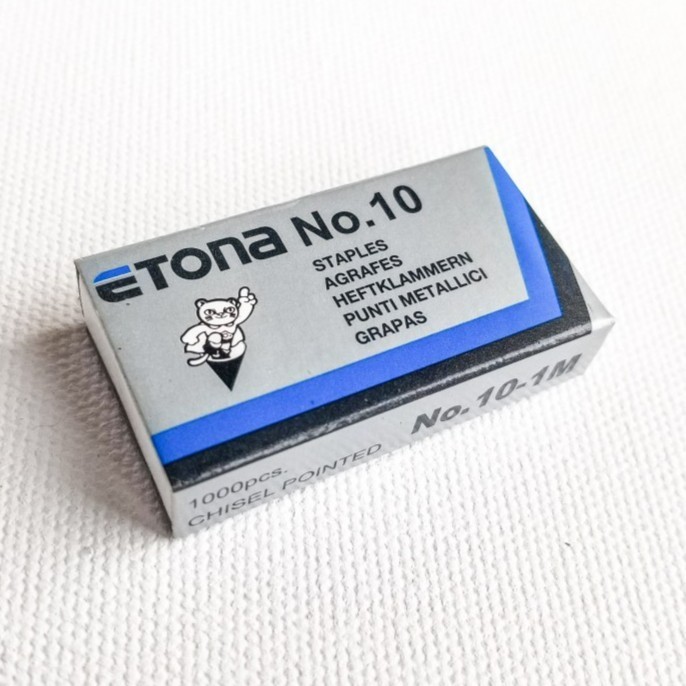 ETONA No.10
STAPLES
AGRAFES
HEFTKLAMMERN
PUNTI METALLICI
GRAPAS
1000pcs.
CHISEL POINTED
No.10-1M